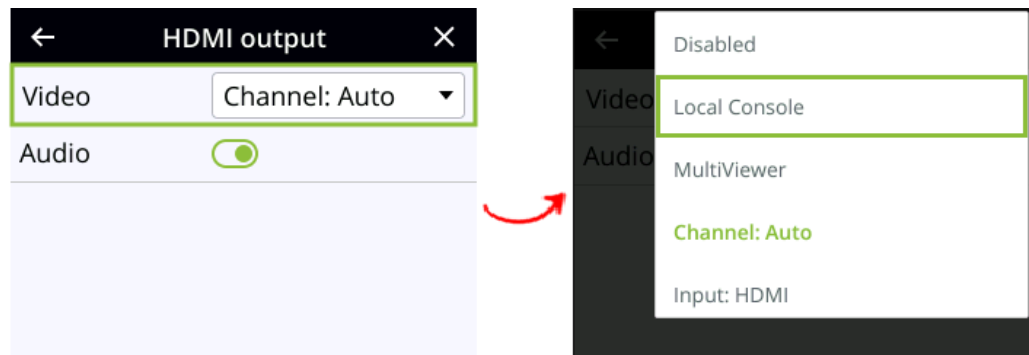 HDMI output
Video Channel: Auto
Audio
Video
Audio
Disabled
Local Console
MultiViewer
Channel: Auto
Input: HDMI